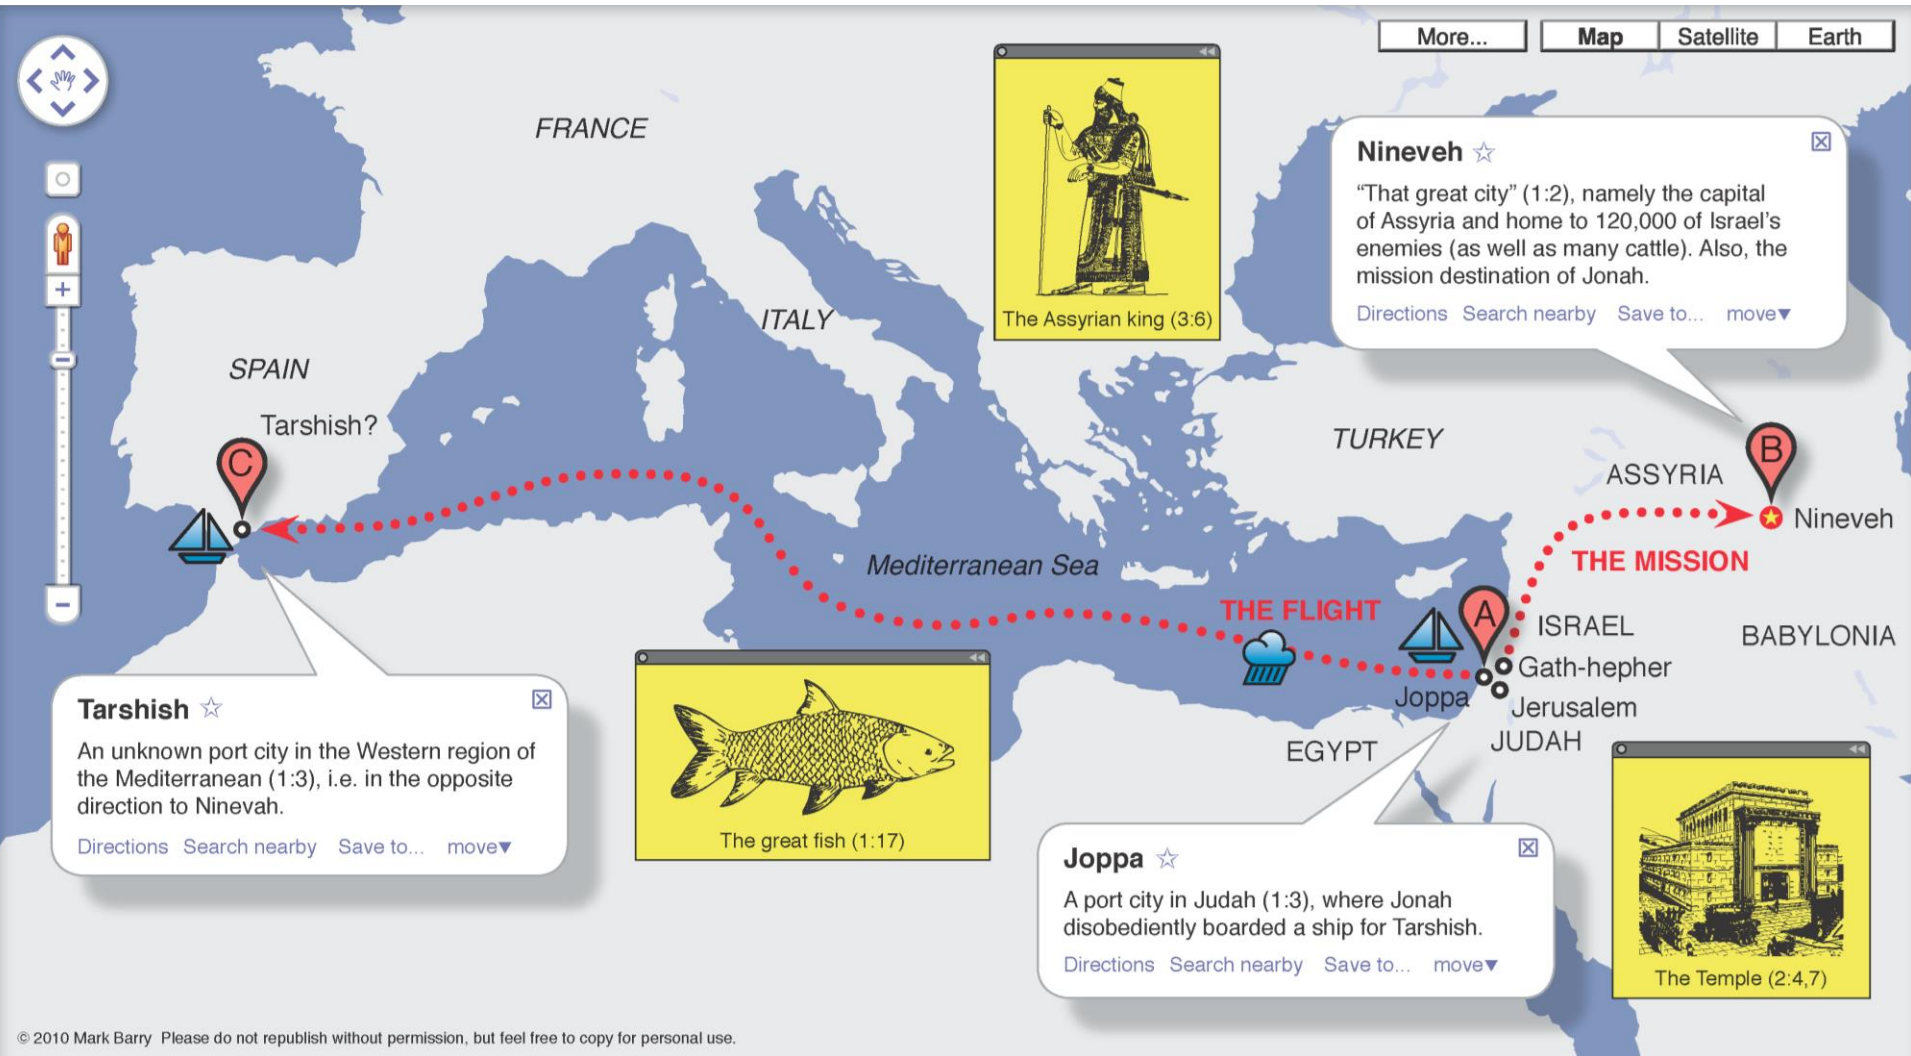 More...
Map
Satellite
Earth
FRANCE
The Assyrian king (3:6)
Nineveh
“That great city” (1:2), namely the capital
of Assyria and home to 120,000 of Israel’s
enemies (as well as many cattle). Also, the
mission destination of Jonah.
Directions Search nearby Save to... move
ITALY
SPAIN
Tarshish?
C
TURKEY
B
ASSYRIA
Nineveh
THE MISSION
Mediterranean Sea
THE FLIGHT
A
ISRAEL
BABYLONIA
Gath-hepher
Joppa
Jerusalem
JUDAH
EGYPT
Tarshish
An unknown port city in the Western region of
the Mediterranean (1:3), i.e. in the opposite
direction to Ninevah.
Directions Search nearby Save to... move
The great fish (1:17)
Joppa
A port city in Judah (1:3), where Jonah
disobediently boarded a ship for Tarshish.
Directions Search nearby Save to... move
The Temple (2:4,7)
© 2010 Mark Barry Please do not republish without permission, but feel free to copy for personal use.